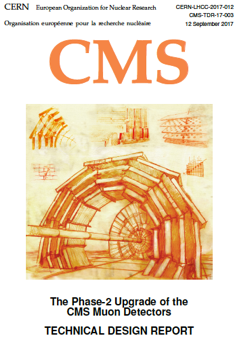 CERN European Organization for Nuclear Research
Organisation européenne pour la recherche nucléaire
CERN-LHCC-2017-012
CMS-TDR-17-003
12 September 2017
CMS
The Phase-2 Upgrade of the
CMS Muon Detectors
TECHNICAL DESIGN REPORT